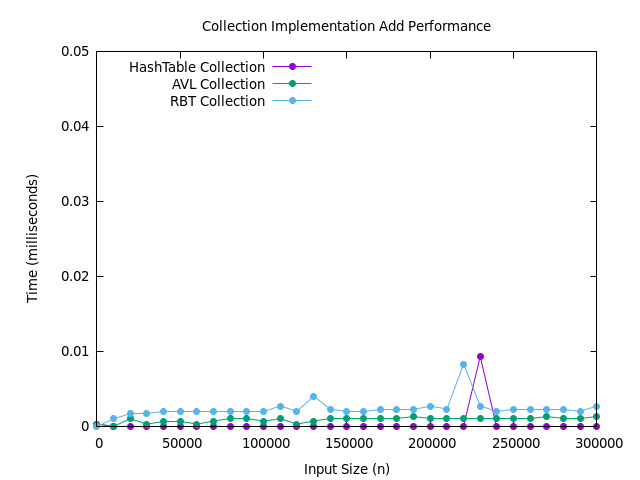 Collection Implementation Add Performance
0.05
0.04
0.03
0.02
0.01
0
Time (milliseconds)
HashTable Collection
AVL Collection
RBT Collection
0 50000 100000 150000 200000 250000 300000
Input Size (n)